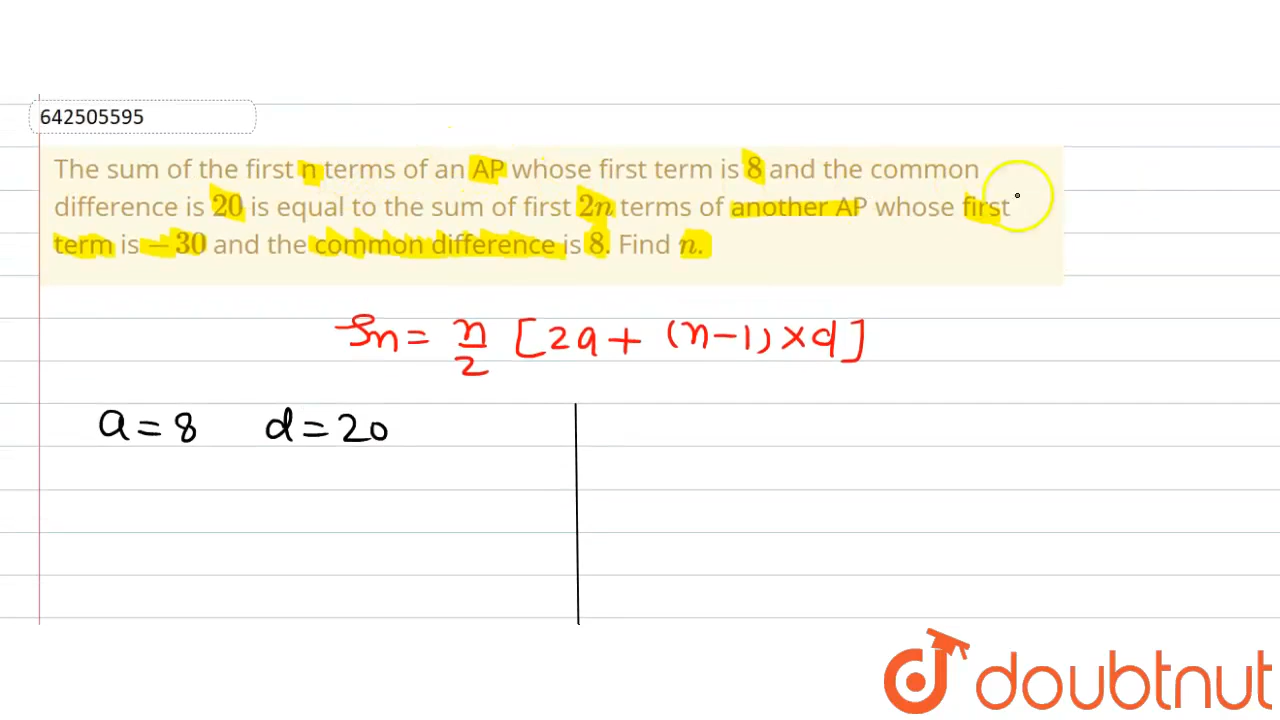 642505595
The sum of the first n terms of an AP whose first term is 8 and the common
difference is 20 is equal to the sum of first 2n terms of another AP whose first
term is −30 and the common difference is 8. Find n.
Sn = n/2 [2a + (n-1) × d]
a = 8 d = 20
doubtnut